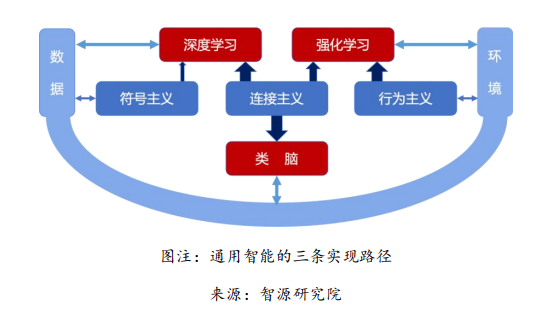 数据
深度学习
强化学习
环境
符号主义
连接主义
行为主义
类 脑
图注：通用智能的三条实现路径
来源：智源研究院